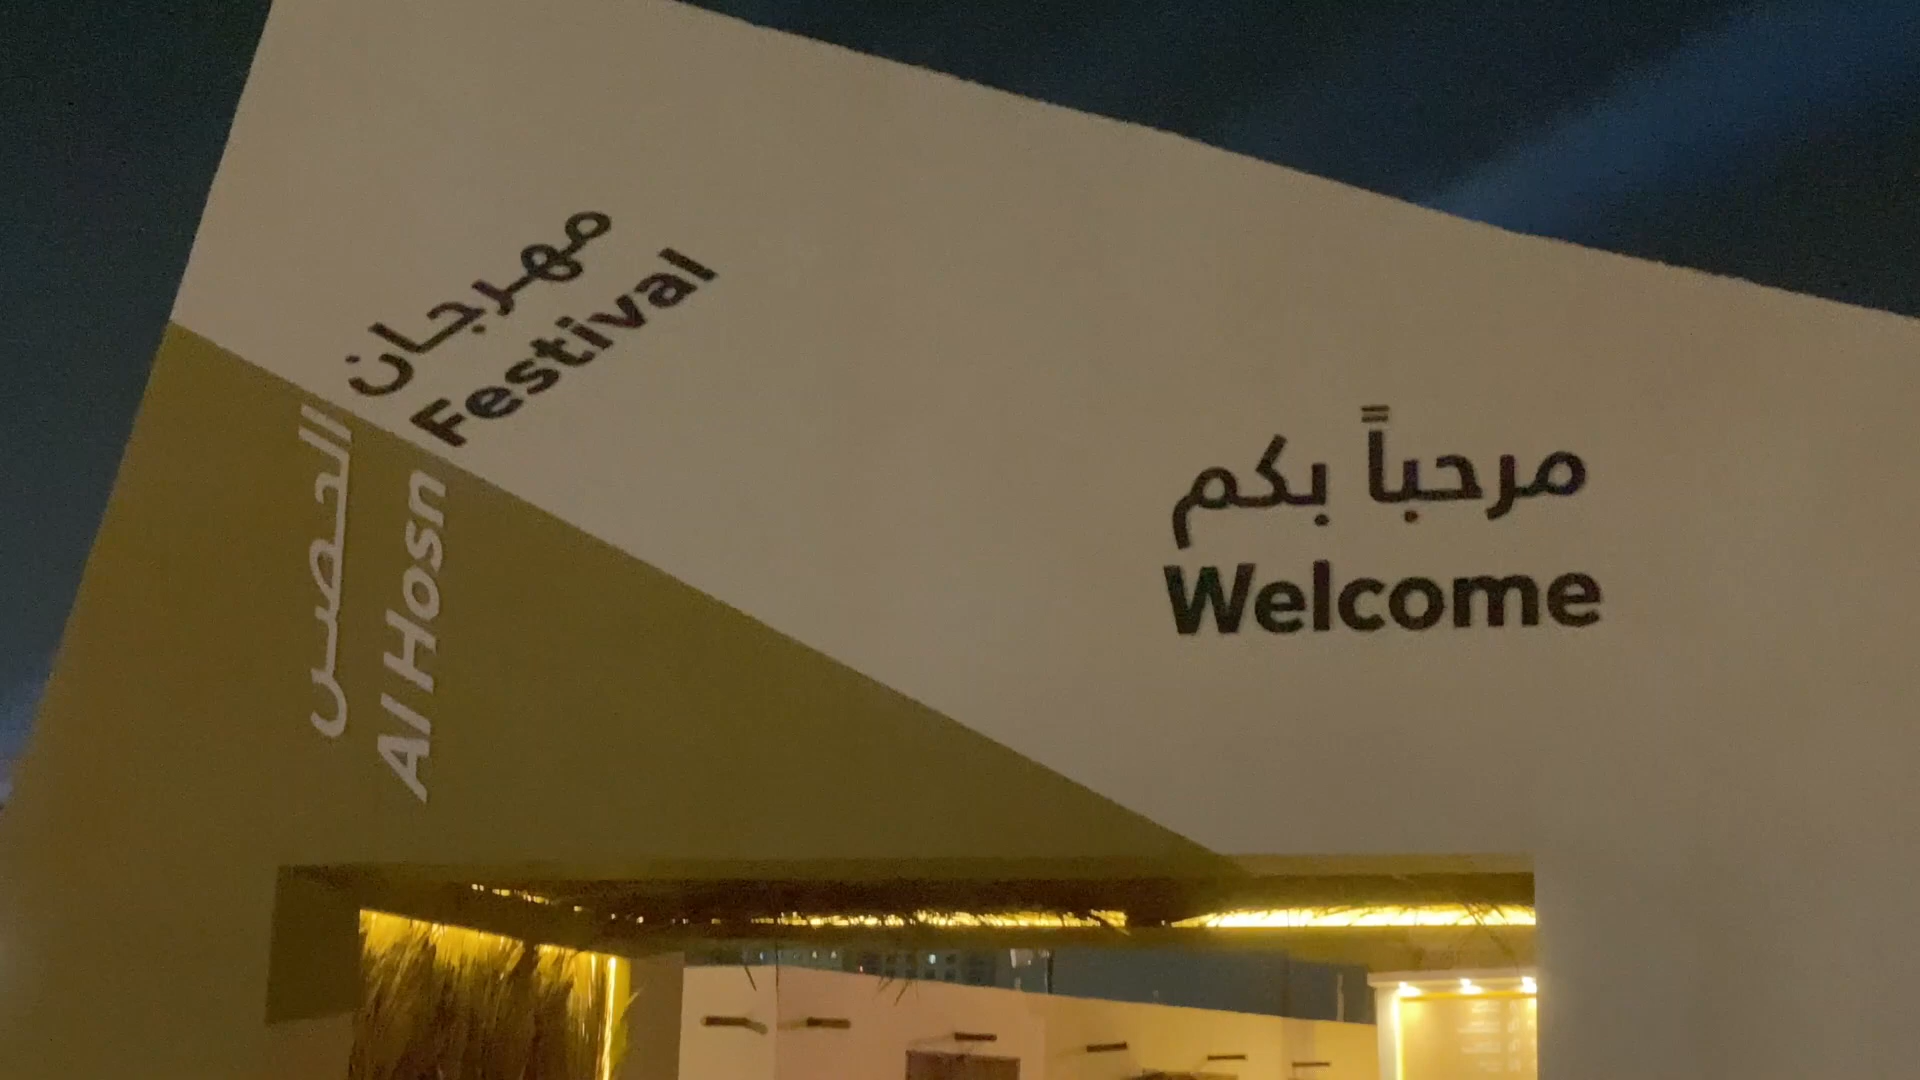 مهرجان
Festival
الحصن
Al Hosn
مرحباً بكم
Welcome